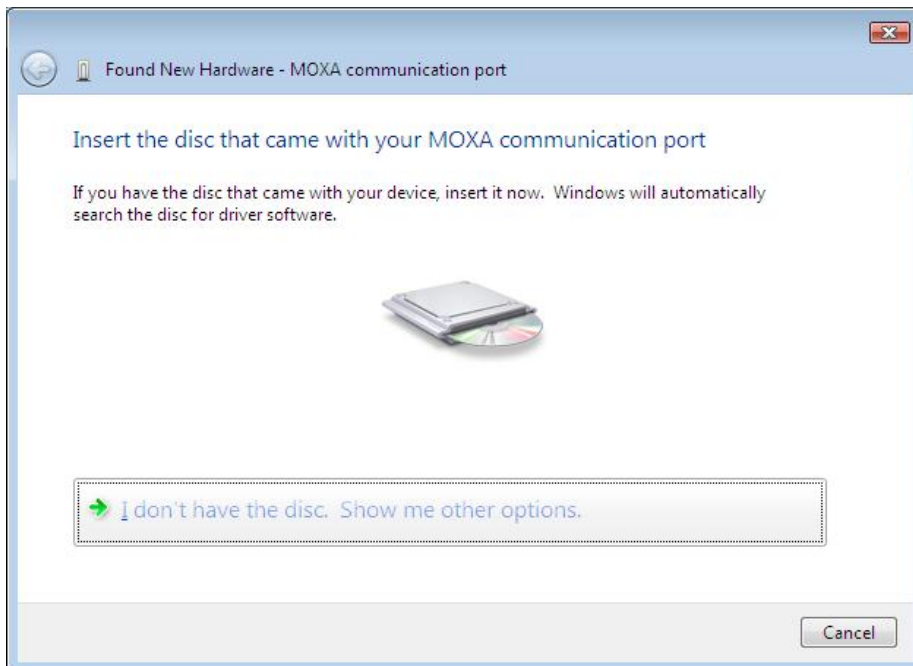 Found New Hardware - MOXA communication port
Insert the disc that came with your MOXA communication port
If you have the disc that came with your device, insert it now.  Windows will automatically
search the disc for driver software.
I don't have the disc.  Show me other options.
Cancel